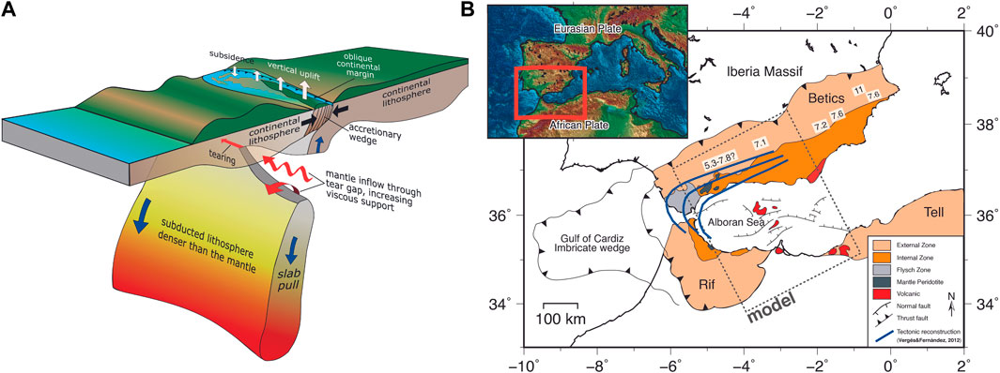 A
subsidence
vertical uplift
oblique
continental
margin
continental
lithosphere
continental
lithosphere
accretionary
wedge
tearing
mantle inflow through
tear gap, increasing
viscous support
subducted lithosphere
denser than the mantle
slab
pull
B
−6˚
−4˚
−2˚
0˚
2˚
40˚
38˚
36˚
34˚
Eurasian Plate
African Plate
Iberia Massif
Betics
11
7.6
7.6
7.2
7.1
5.3-7.8?
Alboran Sea
Gulf of Cardiz
Imbricate wedge
Tell
Rif
model
36˚
34˚
100 km
External Zone
Internal Zone
Flysch Zone
Mantle Peridotite
Volcanic
Normal fault
Thrust fault
N
Tectonic reconstruction
(Vergés&Fernández, 2012)
−10˚
−8˚
−6˚
−4˚
−2˚
0˚
2˚